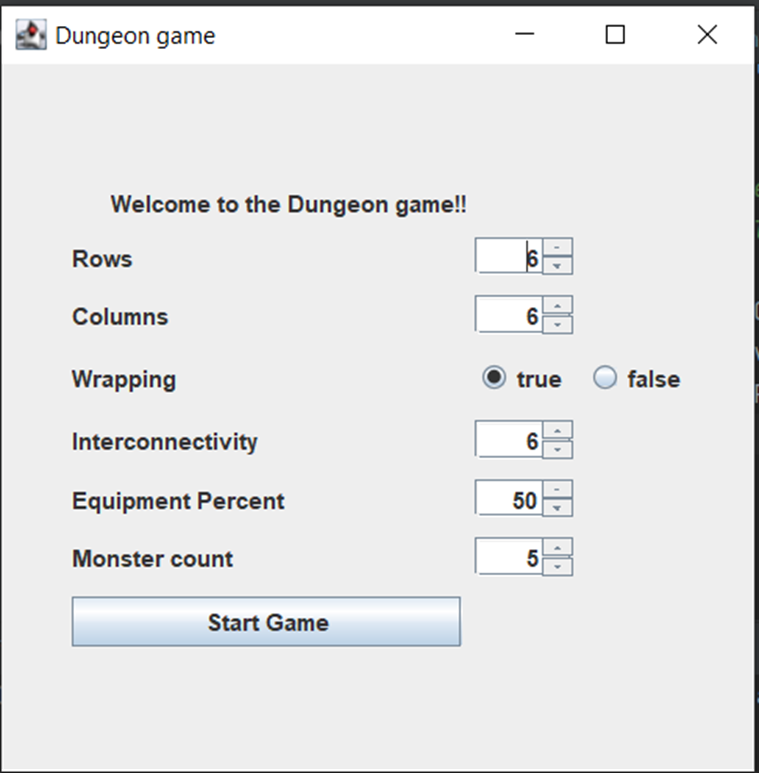 Dungeon game
Welcome to the Dungeon game!!
Rows 6
Columns 6
Wrapping true false
Interconnectivity 6
Equipment Percent 50
Monster count 5
Start Game